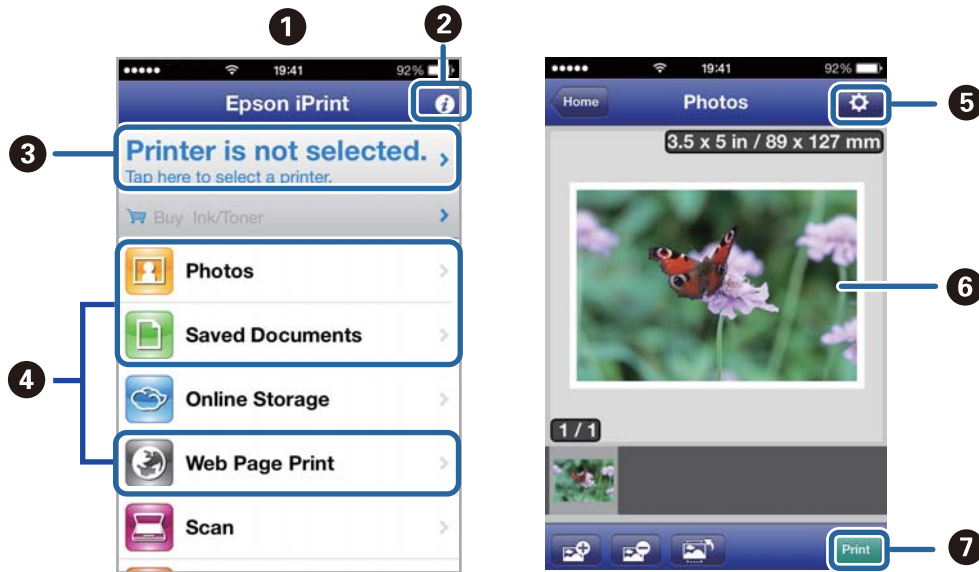 1
2
19:41
92%
Epson iPrint
i
3
Printer is not selected.
Tap here to select a printer.
Buy Ink/Toner
Photos
Saved Documents
4
Online Storage
Web Page Print
Scan
19:41
92%
Home
Photos
5
3.5 x 5 in / 89 x 127 mm
6
1/1
Print
7